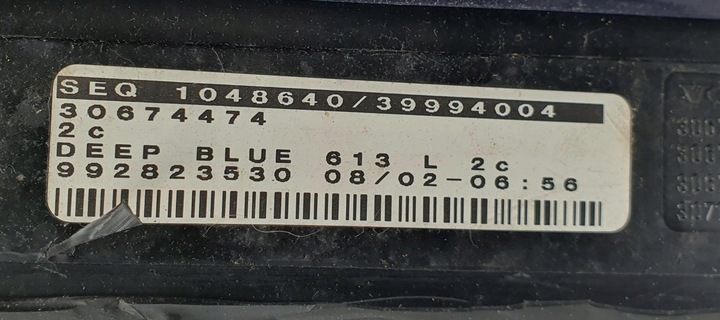 SEQ 1048640/39994004
30674474
2c
DEEP BLUE 613 L 2c
992823530 08/02-06:56